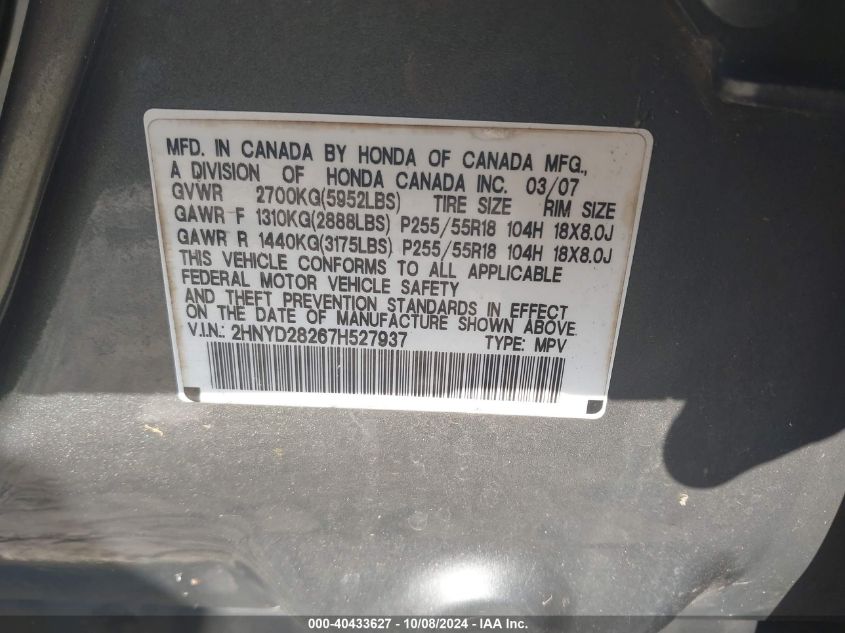 MFD. IN CANADA BY HONDA OF CANADA MFG.,
A DIVISION OF HONDA CANADA INC. 03/07
GVWR 2700KG(5952LBS) TIRE SIZE RIM SIZE
GAWR F 1310KG(2888LBS) P255/55R18 104H 18X8.0J
GAWR R 1440KG(3175LBS) P255/55R18 104H 18X8.0J
THIS VEHICLE CONFORMS TO ALL APPLICABLE
FEDERAL MOTOR VEHICLE SAFETY
AND THEFT PREVENTION STANDARDS IN EFFECT
ON THE DATE OF MANUFACTURE SHOWN ABOVE.
V.I.N.: 2HNYD28267H527937 TYPE: MPV
000-40433627 - 10/08/2024 - IAA Inc.